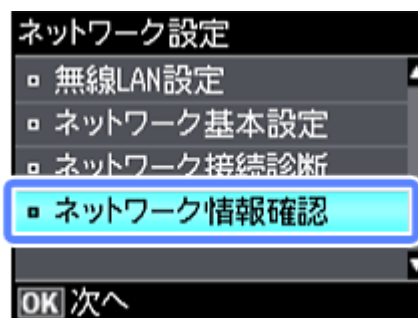 ネットワーク設定
無線LAN設定
ネットワーク基本設定
ネットワーク接続診断
ネットワーク情報確認
OK 次へ